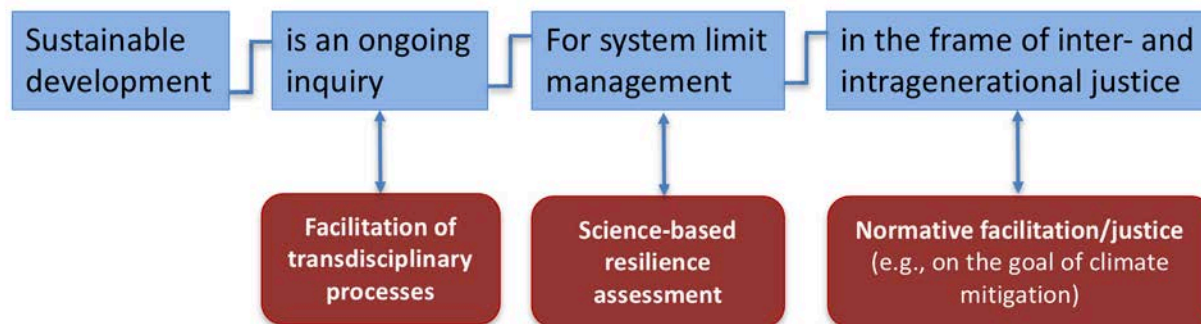 Sustainable
development
is an ongoing
inquiry
For system limit
management
in the frame of inter- and
intragenerational justice
Facilitation of
transdisciplinary
processes
Science-based
resilience
assessment
Normative facilitation/justice
(e.g., on the goal of climate
mitigation)